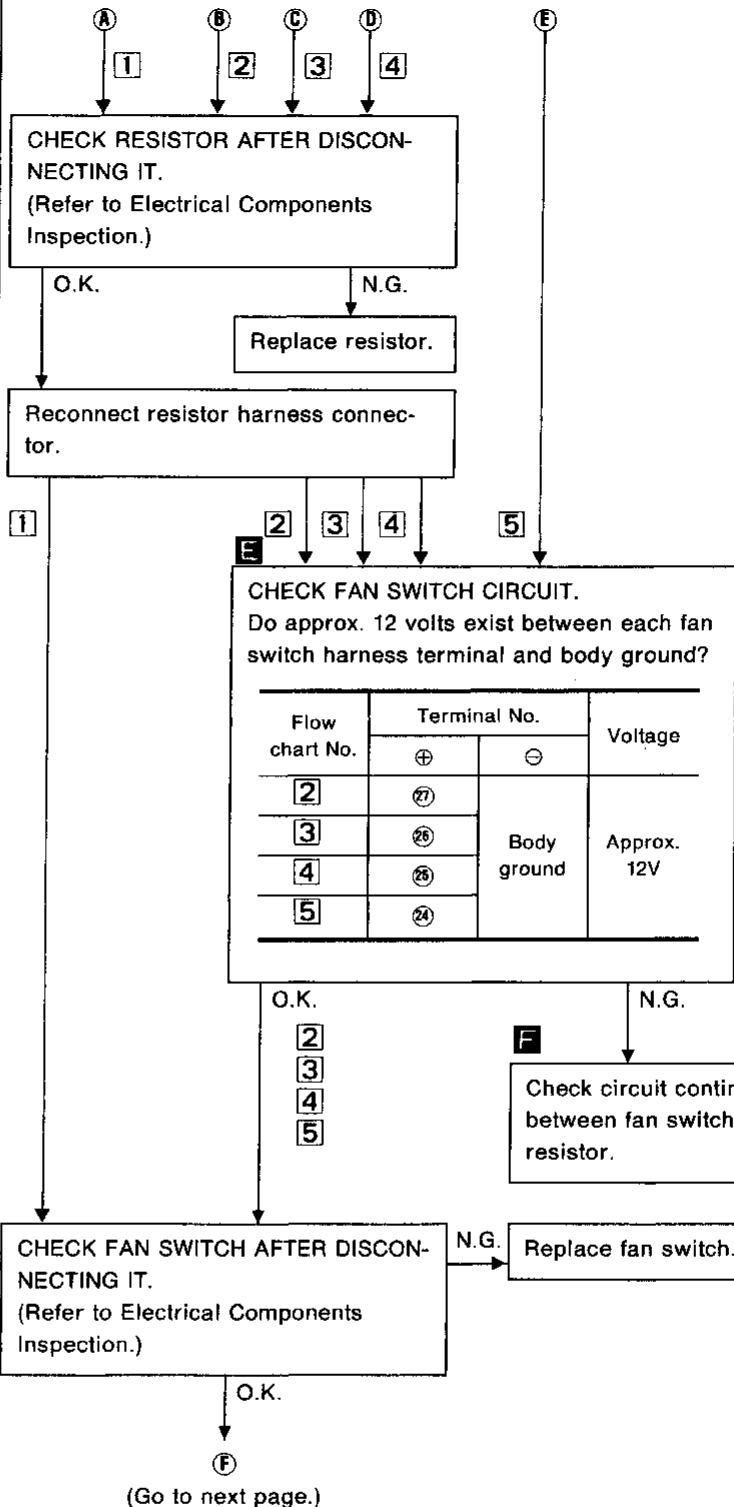 Ⓐ Ⓑ Ⓒ Ⓓ Ⓔ
1 2 3 4
CHECK RESISTOR AFTER DISCON-
NECTING IT.
(Refer to Electrical Components
Inspection.)
O.K. N.G.
Replace resistor.
Reconnect resistor harness connec-
tor.
1 2 3 4 5
E
CHECK FAN SWITCH CIRCUIT.
Do approx. 12 volts exist between each fan
switch harness terminal and body ground?
Flow
chart No.
Terminal No.
⊕ ⊖
Voltage
2 ㉗
3 ㉖
4 ㉕
5 ㉔
Body
ground
Approx.
12V
O.K. N.G.
2
3
4
5
F
Check circuit contin
between fan switch
resistor.
CHECK FAN SWITCH AFTER DISCON-
NECTING IT.
(Refer to Electrical Components
Inspection.)
N.G.
Replace fan switch.
O.K.
Ⓕ
(Go to next page.)